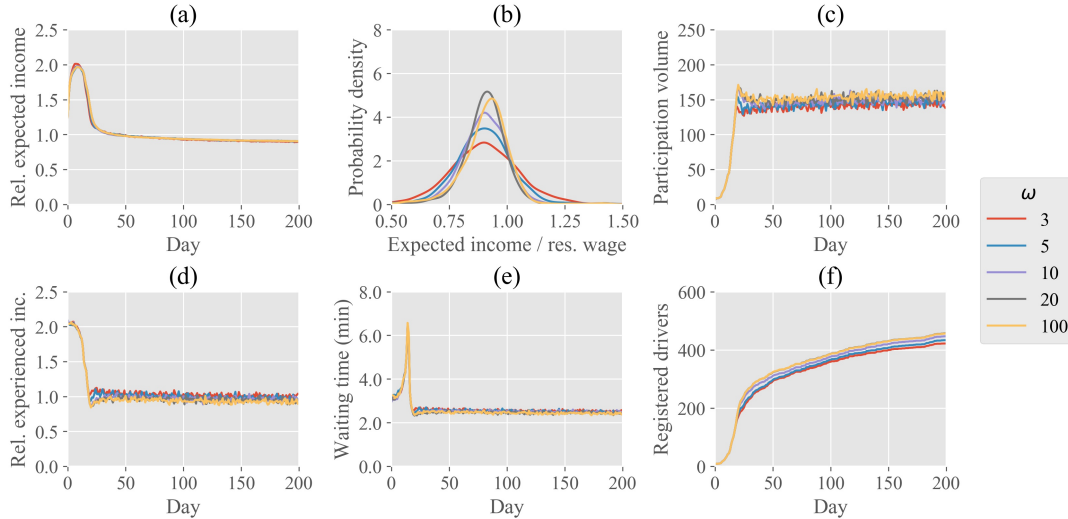 (a)
Rel. expected income
2.5
2.0
1.5
1.0
0.5
0.0
0 50 100 150 200
Day
(b)
Probability density
8
6
4
2
0
0.50 0.75 1.00 1.25 1.50
Expected income / res. wage
(c)
Participation volume
250
200
150
100
50
0
0 50 100 150 200
Day
(d)
Rel. experienced inc.
2.5
2.0
1.5
1.0
0.5
0.0
0 50 100 150 200
Day
(e)
Waiting time (min)
8.0
6.0
4.0
2.0
0.0
0 50 100 150 200
Day
(f)
Registered drivers
600
400
200
0
0 50 100 150 200
Day
ω
3
5
10
20
100